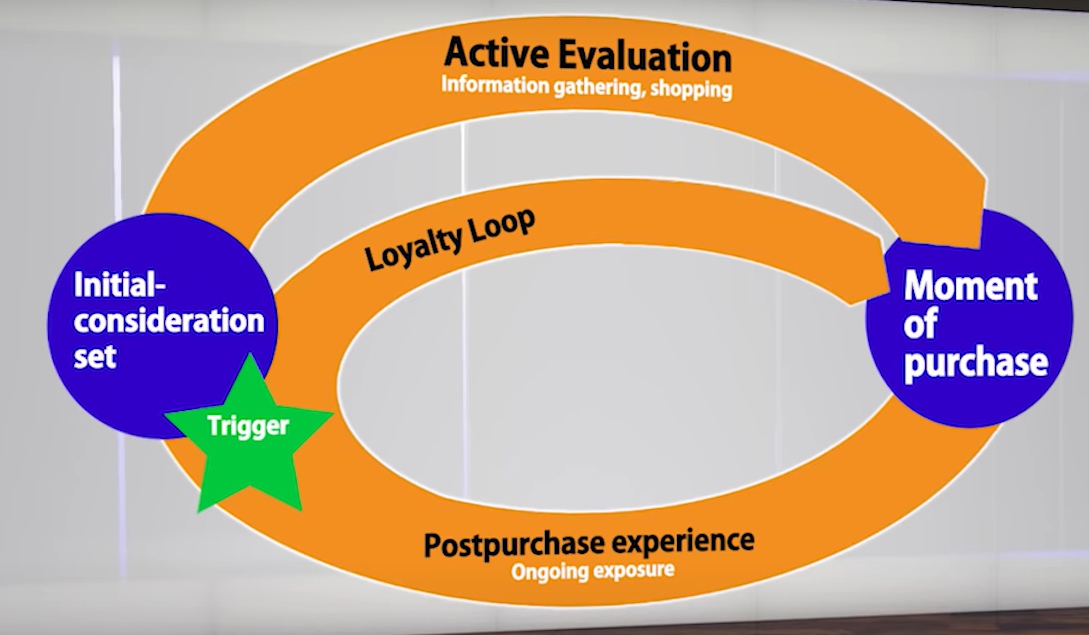 Active Evaluation
Information gathering, shopping
Loyalty Loop
Initial-
consideration
set
Moment
of
purchase
Trigger
Postpurchase experience
Ongoing exposure